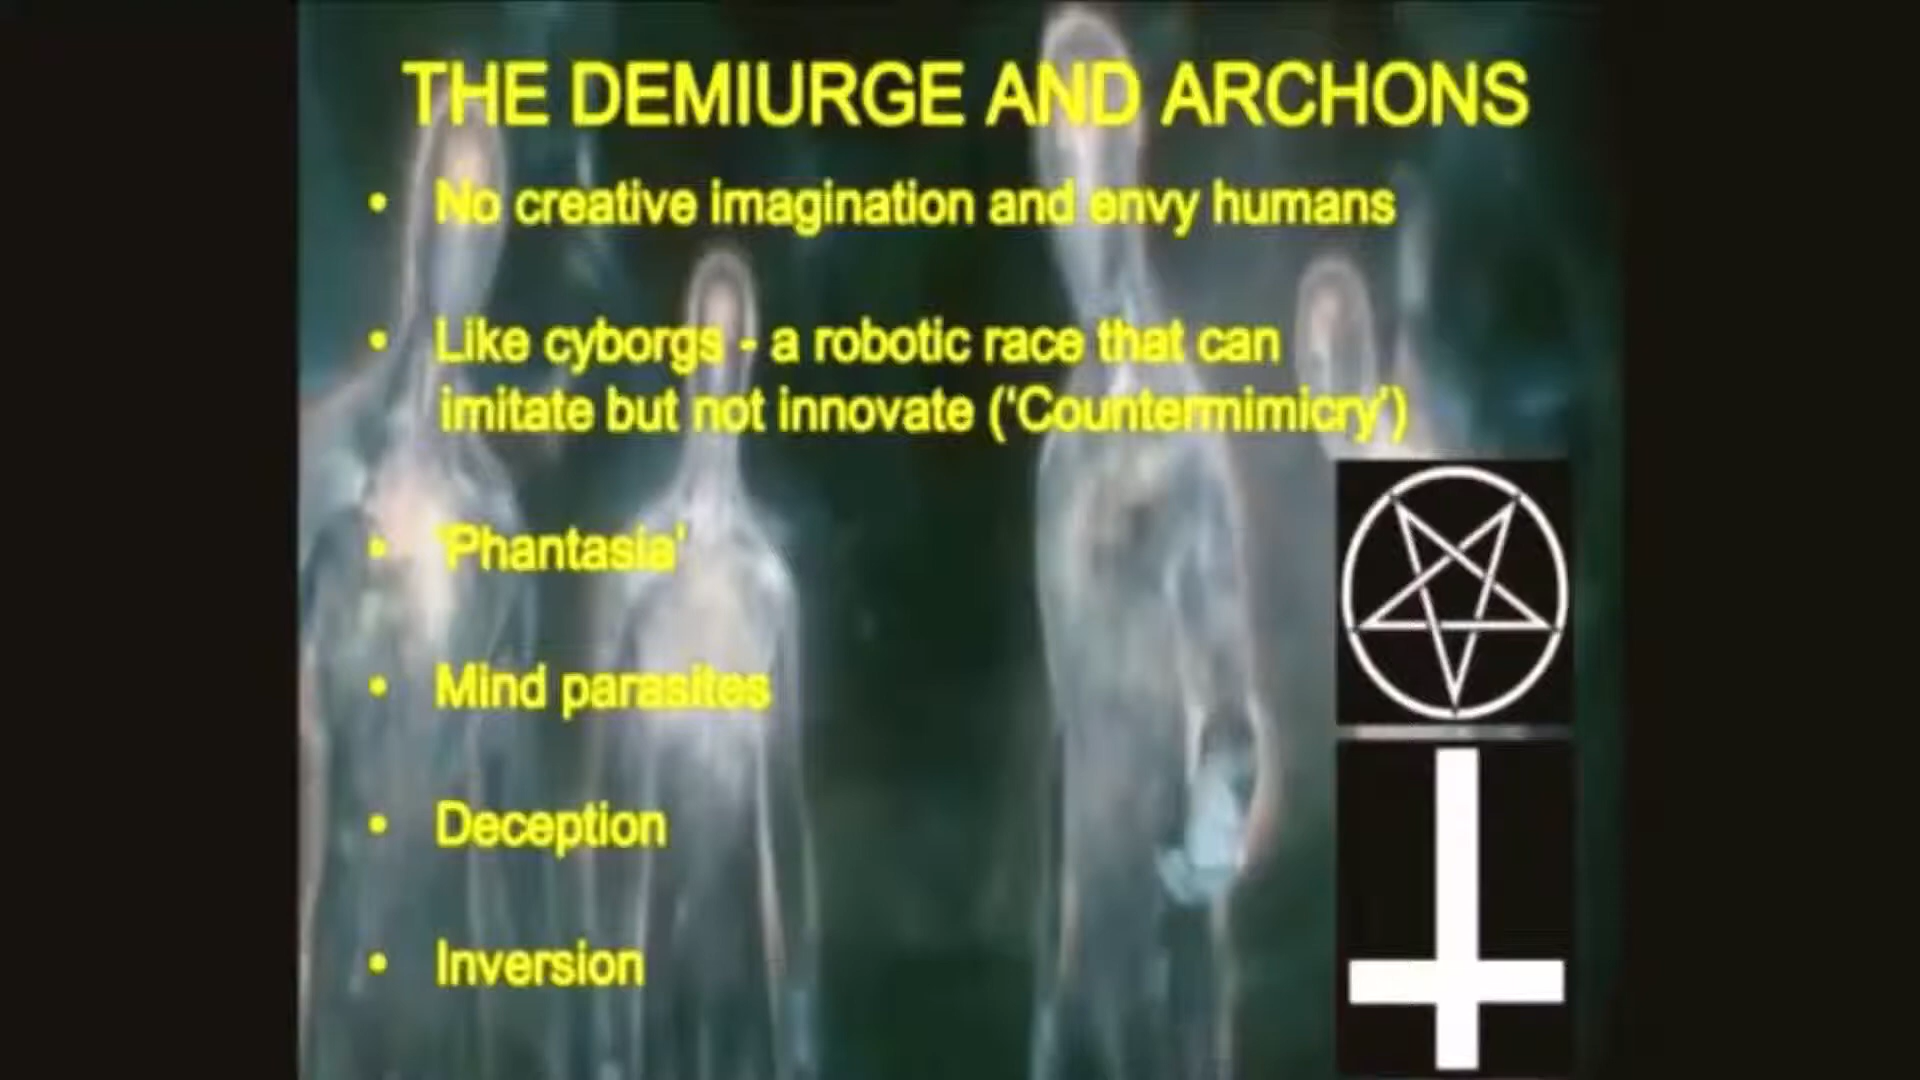 THE DEMIURGE AND ARCHONS
• No creative imagination and envy humans
• Like cyborgs - a robotic race that can
imitate but not innovate (‘Countermimicry’)
• ‘Phantasia’
• Mind parasites
• Deception
• Inversion